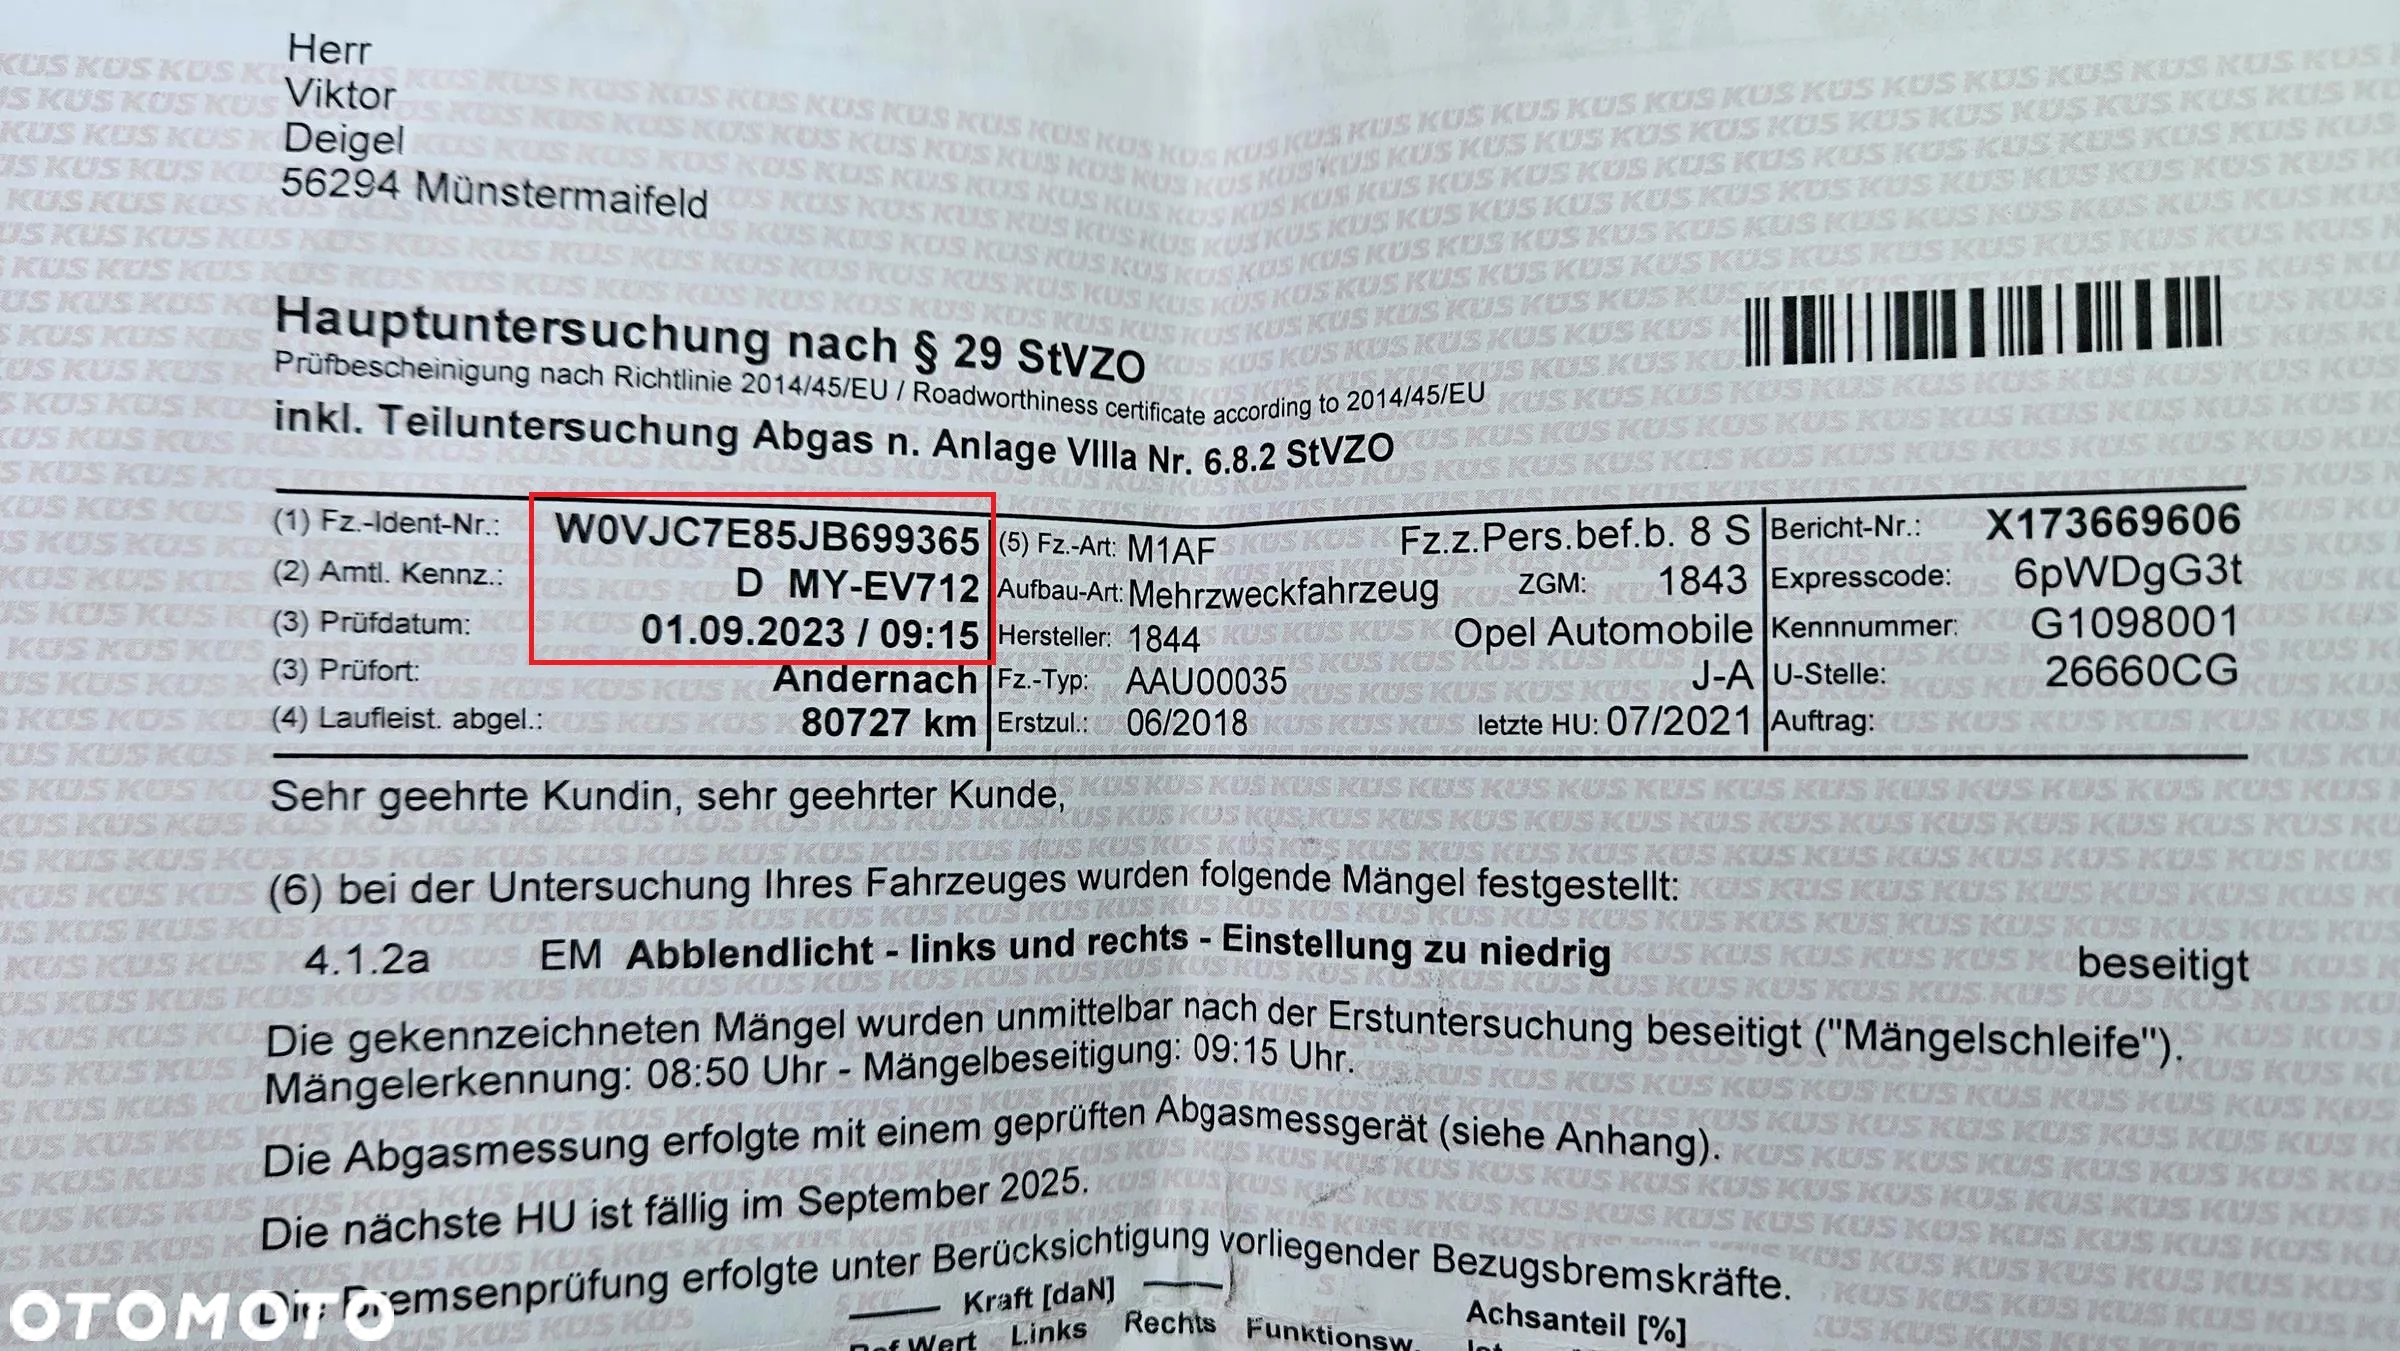 Herr
Viktor
Deigel
56294 Münstermaifeld
Hauptuntersuchung nach § 29 StVZO
Prüfbescheinigung nach Richtlinie 2014/45/EU / Roadworthiness certificate according to 2014/45/EU
inkl. Teiluntersuchung Abgas n. Anlage VIIIa Nr. 6.8.2 StVZO
(1) Fz.-Ident-Nr.: W0VJC7E85JB699365 (5) Fz.-Art: M1AF Fz.z.Pers.bef.b. 8 S Bericht-Nr.: X173669606
(2) Amtl. Kennz.: D MY-EV712 Aufbau-Art: Mehrzweckfahrzeug ZGM: 1843 Expresscode: 6pWDgG3t
(3) Prüfdatum: 01.09.2023 / 09:15 Hersteller: 1844 Opel Automobile Kennnummer: G1098001
(3) Prüfort: Andernach Fz.-Typ: AAU00035 J-A U-Stelle: 26660CG
(4) Laufleist. abgel.: 80727 km Erstzul.: 06/2018 letzte HU: 07/2021 Auftrag:
Sehr geehrte Kundin, sehr geehrter Kunde,
(6) bei der Untersuchung Ihres Fahrzeuges wurden folgende Mängel festgestellt:
4.1.2a EM Abblendlicht - links und rechts - Einstellung zu niedrig beseitigt
Die gekennzeichneten Mängel wurden unmittelbar nach der Erstuntersuchung beseitigt ("Mängelschleife").
Mängelerkennung: 08:50 Uhr - Mängelbeseitigung: 09:15 Uhr.
Die Abgasmessung erfolgte mit einem geprüften Abgasmessgerät (siehe Anhang).
Die nächste HU ist fällig im September 2025.
Die Bremsenprüfung erfolgte unter Berücksichtigung vorliegender Bezugsbremskräfte.
Kraft [daN] Achsanteil [%]
Wert Links Rechts Funktionsw.
OTOMOTO